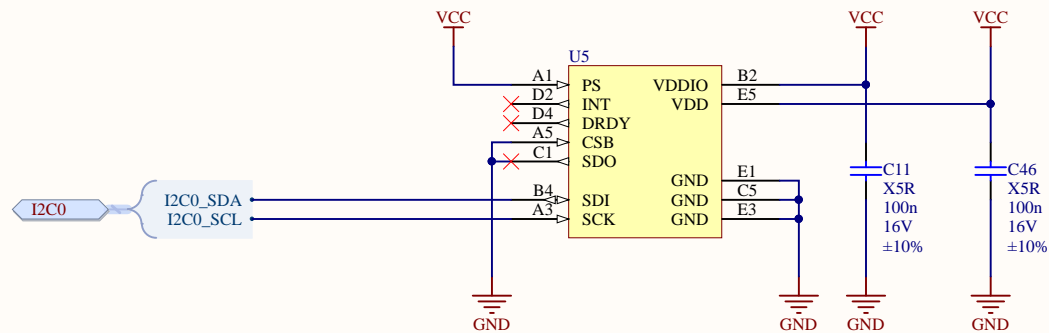 VCC
VCC
VCC
U5
A1
PS
VDDIO
B2
D2
INT
VDD
E5
D4
DRDY
A5
CSB
C1
SDO
GND
E1
I2C0
I2C0_SDA
B4
SDI
GND
C5
I2C0_SCL
A3
SCK
GND
E3
C11
X5R
100n
16V
±10%
C46
X5R
100n
16V
±10%
GND
GND
GND
GND